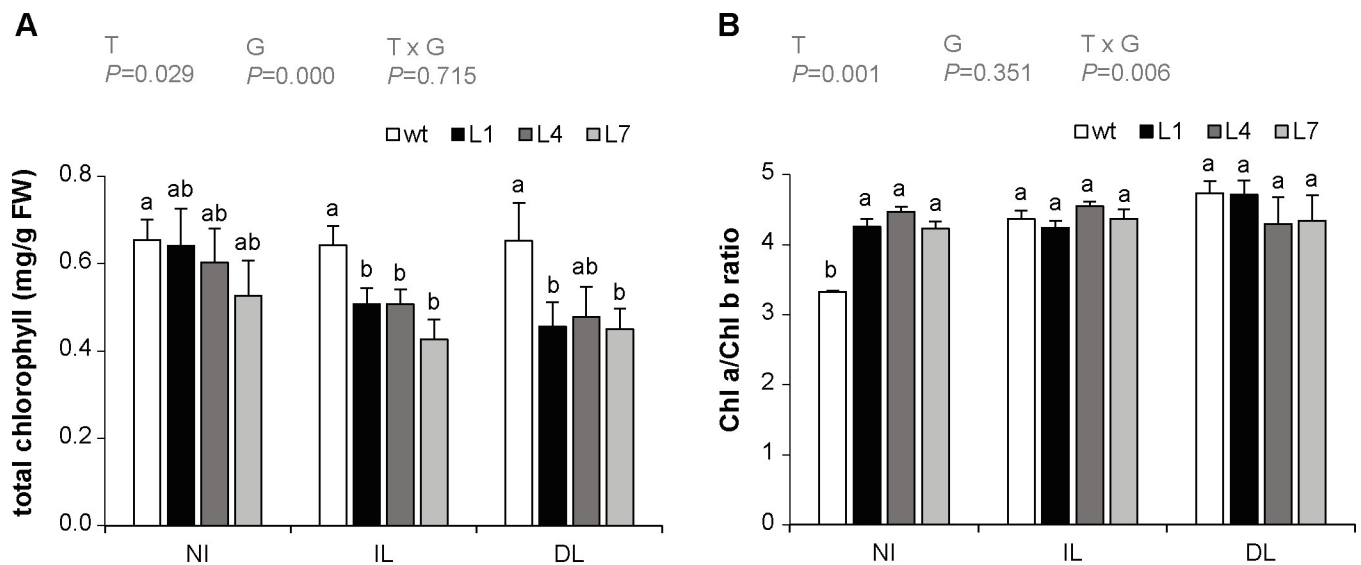 A
T G T x G
P=0.029 P=0.000 P=0.715
wt L1 L4 L7
total chlorophyll (mg/g FW)
0.8
0.6
0.4
0.2
0.0
a ab ab ab
a b b b
a b ab b
NI IL DL
B
T G T x G
P=0.001 P=0.351 P=0.006
wt L1 L4 L7
Chl a/Chl b ratio
5
4
3
2
1
0
b a a a
a a a a
a a a a
NI IL DL